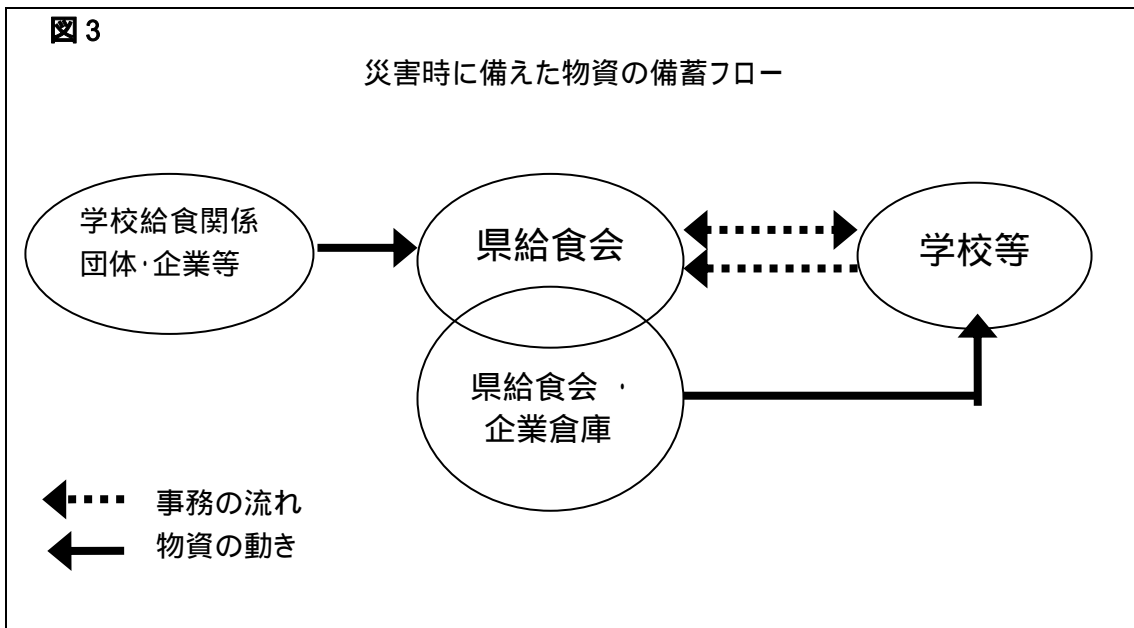 図3
災害時に備えた物資の備蓄フロー
学校給食関係
団体・企業等
県給食会
学校等
県給食会・
企業倉庫
事務の流れ
物資の動き